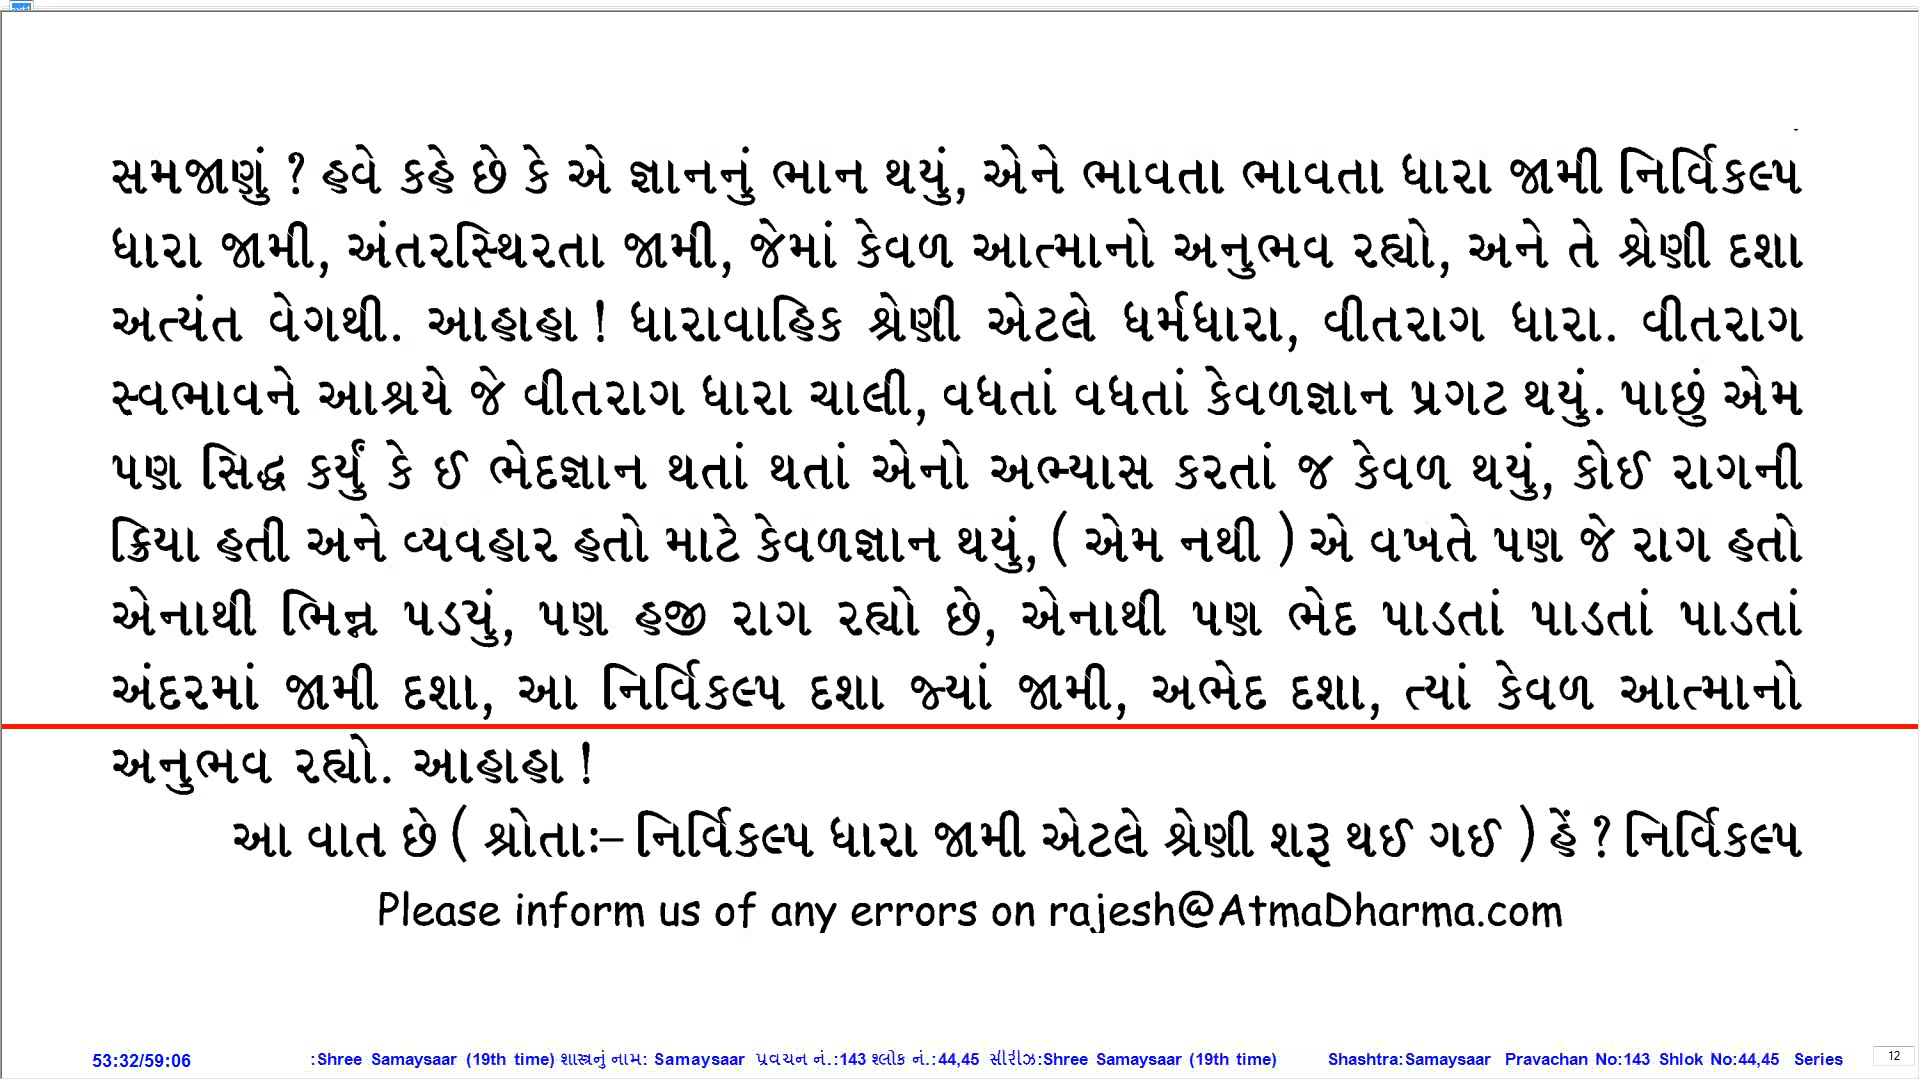 સમજાણું ? હવે કહે છે કે એ જ્ઞાનનું ભાન થયું, એને ભાવતા ભાવતા ધારા જામી નિર્વિકલ્પ
ધારા જામી, અંતરસ્થિરતા જામી, જેમાં કેવળ આત્માનો અનુભવ રહ્યો, અને તે શ્રેણી દશા
અત્યંત વેગથી. આહાહા ! ધારાવાહિક શ્રેણી એટલે ધર્મધારા, વીતરાગ ધારા. વીતરાગ
સ્વભાવને આશ્રયે જે વીતરાગ ધારા ચાલી, વધતાં વધતાં કેવળજ્ઞાન પ્રગટ થયું. પાછું એમ
પણ સિદ્ધ કર્યું કે ઈ ભેદજ્ઞાન થતાં થતાં એનો અભ્યાસ કરતાં જ કેવળ થયું, કોઈ રાગની
ક્રિયા હતી અને વ્યવહાર હતો માટે કેવળજ્ઞાન થયું, ( એમ નથી ) એ વખતે પણ જે રાગ હતો
એનાથી ભિન્ન પડયું, પણ હજી રાગ રહ્યો છે, એનાથી પણ ભેદ પાડતાં પાડતાં પાડતાં
અંદરમાં જામી દશા, આ નિર્વિકલ્પ દશા જ્યાં જામી, અભેદ દશા, ત્યાં કેવળ આત્માનો
અનુભવ રહ્યો. આહાહા !
આ વાત છે ( શ્રોતાઃ– નિર્વિકલ્પ ધારા જામી એટલે શ્રેણી શરૂ થઈ ગઈ ) હેં ? નિર્વિકલ્પ
Please inform us of any errors on rajesh@AtmaDharma.com
53:32/59:06 :Shree Samaysaar (19th time) શાસ્ત્રનું નામ: Samaysaar પ્રવચન નં.:143 શ્લોક નં.:44,45 સીરીઝ:Shree Samaysaar (19th time) Shashtra:Samaysaar Pravachan No:143 Shlok No:44,45 Series 12